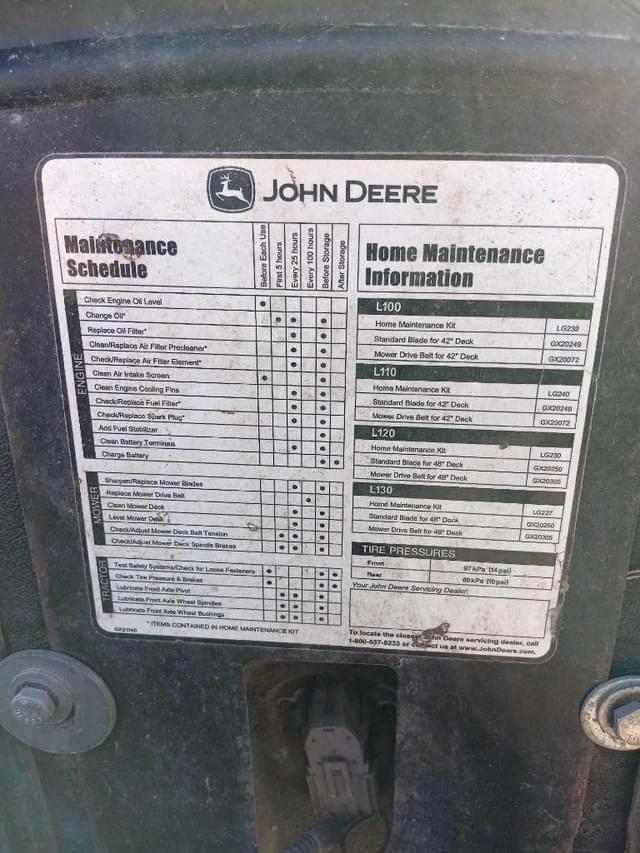 JOHN DEERE
Maintenance
Schedule
Before Each Use
First 5 hours
Every 25 hours
Every 100 hours
Before Storage
After Storage
ENGINE
Check Engine Oil Level
Change Oil*
Replace Oil Filter*
Clean/Replace Air Filter Precleaner*
Check/Replace Air Filter Element*
Clean Air Intake Screen
Clean Engine Cooling Fins
Check/Replace Fuel Filter*
Check/Replace Spark Plug*
Add Fuel Stabilizer
Clean Battery Terminals
Charge Battery
MOWER
Sharpen/Replace Mower Blades
Replace Mower Drive Belt
Clean Mower Deck
Level Mower Deck
Check/Adjust Mower Deck Belt Tension
Check/Adjust Mower Deck Spindle Brakes
TRACTOR
Test Safety Systems/Check for Loose Fasteners
Check Tire Pressure & Brakes
Lubricate Front Axle Pivot
Lubricate Front Axle Wheel Spindles
Lubricate Front Axle Wheel Bushings
* ITEMS CONTAINED IN HOME MAINTENANCE KIT
Home Maintenance
Information
L100
Home Maintenance Kit LG230
Standard Blade for 42" Deck GX20249
Mower Drive Belt for 42" Deck GX20072
L110
Home Maintenance Kit LG240
Standard Blade for 42" Deck GX20249
Mower Drive Belt for 42" Deck GX20072
L120
Home Maintenance Kit LG230
Standard Blade for 48" Deck GX20250
Mower Drive Belt for 48" Deck GX20305
L130
Home Maintenance Kit LG227
Standard Blade for 48" Deck GX20250
Mower Drive Belt for 48" Deck GX20305
TIRE PRESSURES
Front 97 kPa (14 psi)
Rear 69 kPa (10 psi)
Your John Deere Servicing Dealer:
To locate the closest John Deere servicing dealer, call
1-800-537-8233 or contact us at www.JohnDeere.com.